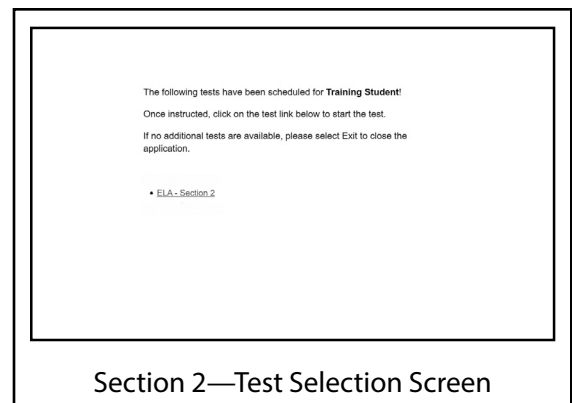 The following tests have been scheduled for Training Student!
Once instructed, click on the test link below to start the test.
If no additional tests are available, please select Exit to close the
application.
• ELA - Section 2
Section 2—Test Selection Screen